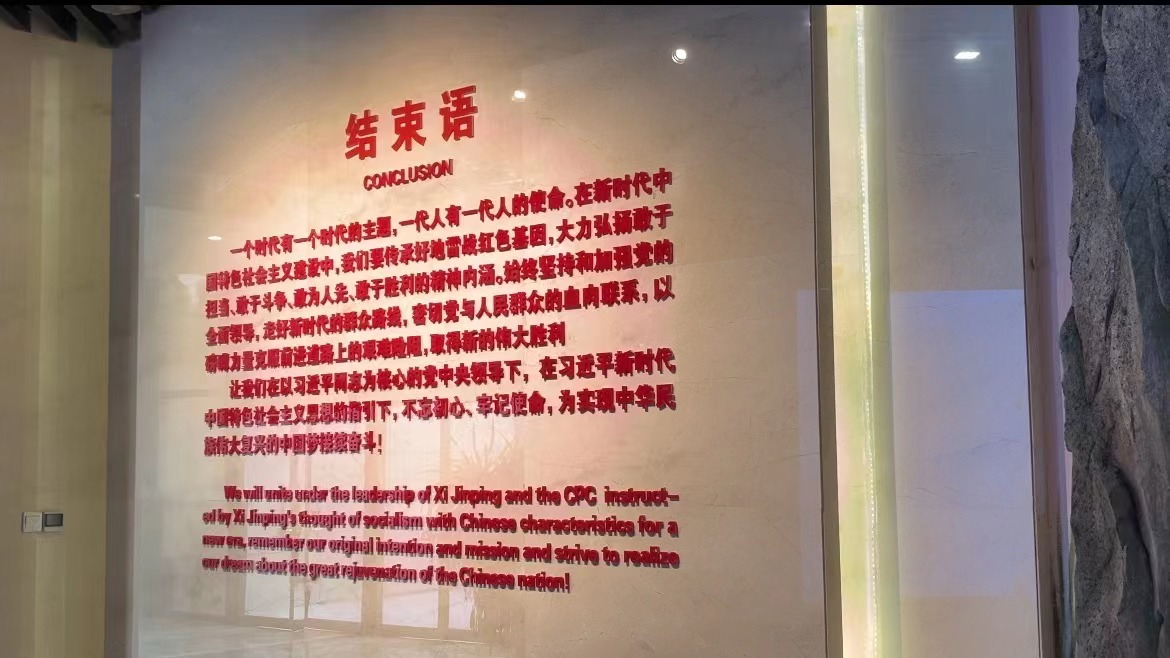 结束语
CONCLUSION
一个时代有一个时代的主题,一代人有一代人的使命。在新时代中
国特色社会主义建设中,我们要传承好地雷战红色基因,大力弘扬敢于
担当、敢于斗争、敢为人先、敢于胜利的精神内涵。始终坚持和加强党的
全面领导,走好新时代的群众路线,密切党与人民群众的血肉联系,以
磅礴力量克服前进道路上的艰难险阻,取得新的伟大胜利
让我们在以习近平同志为核心的党中央领导下,在习近平新时代
中国特色社会主义思想的指引下,不忘初心、牢记使命,为实现中华民
族伟大复兴的中国梦接续奋斗!
We will unite under the leadership of Xi Jinping and the CPC instruct-
ed by Xi Jinping's thought of socialism with Chinese characteristics for a
new era, remember our original intention and mission and strive to realize
our dream about the great rejuvenation of the Chinese nation!